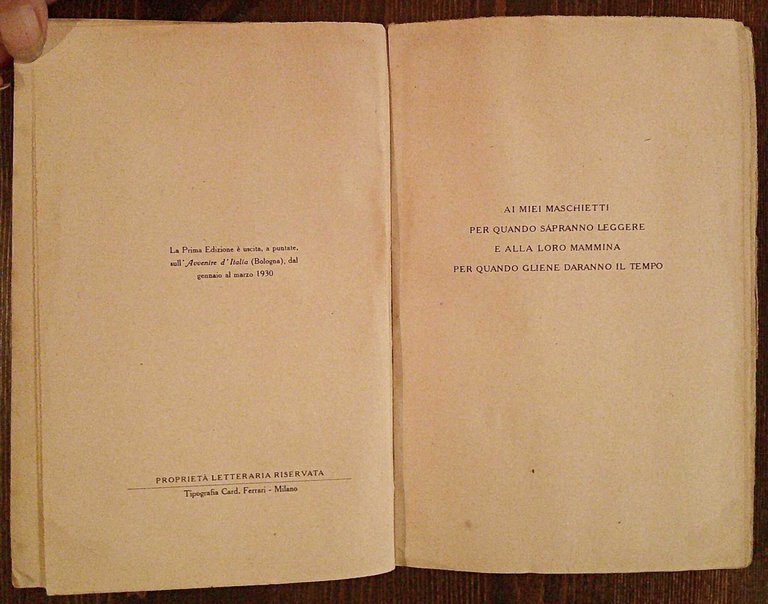 La Prima Edizione è uscita, a puntate,
sull'Avvenire d'Italia (Bologna), dal
gennaio al marzo 1930
PROPRIETÀ LETTERARIA RISERVATA
Tipografia Card. Ferrari - Milano
AI MIEI MASCHIETTI
PER QUANDO SAPRANNO LEGGERE
E ALLA LORO MAMMINA
PER QUANDO GLIENE DARANNO IL TEMPO